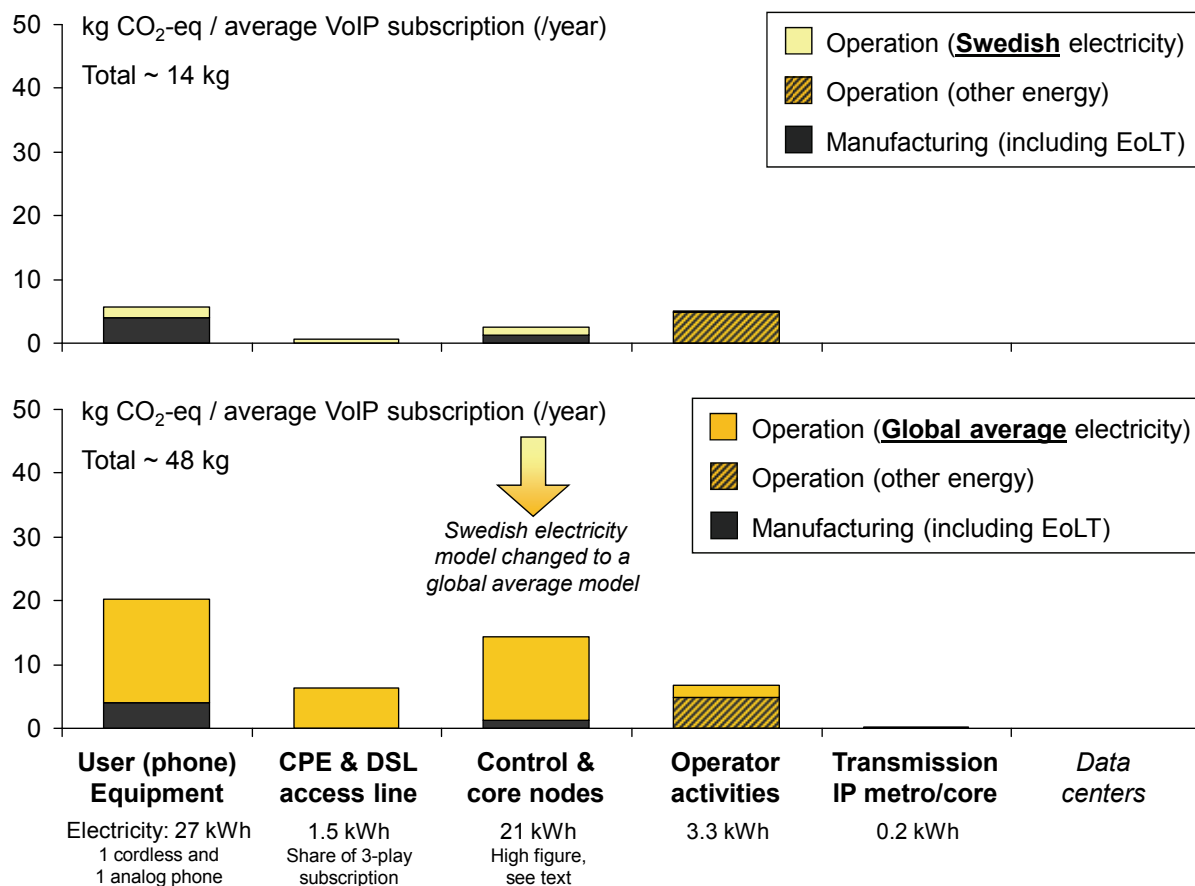 kg CO₂-eq / average VoIP subscription (/year)
Total ~ 14 kg
Operation (Swedish electricity)
Operation (other energy)
Manufacturing (including EoLT)
50
40
30
20
10
0
kg CO₂-eq / average VoIP subscription (/year)
Total ~ 48 kg
Operation (Global average electricity)
Operation (other energy)
Manufacturing (including EoLT)
Swedish electricity
model changed to a
global average model
50
40
30
20
10
0
User (phone)
Equipment
Electricity: 27 kWh
1 cordless and
1 analog phone
CPE & DSL
access line
1.5 kWh
Share of 3-play
subscription
Control &
core nodes
21 kWh
High figure,
see text
Operator
activities
3.3 kWh
Transmission
IP metro/core
0.2 kWh
Data
centers